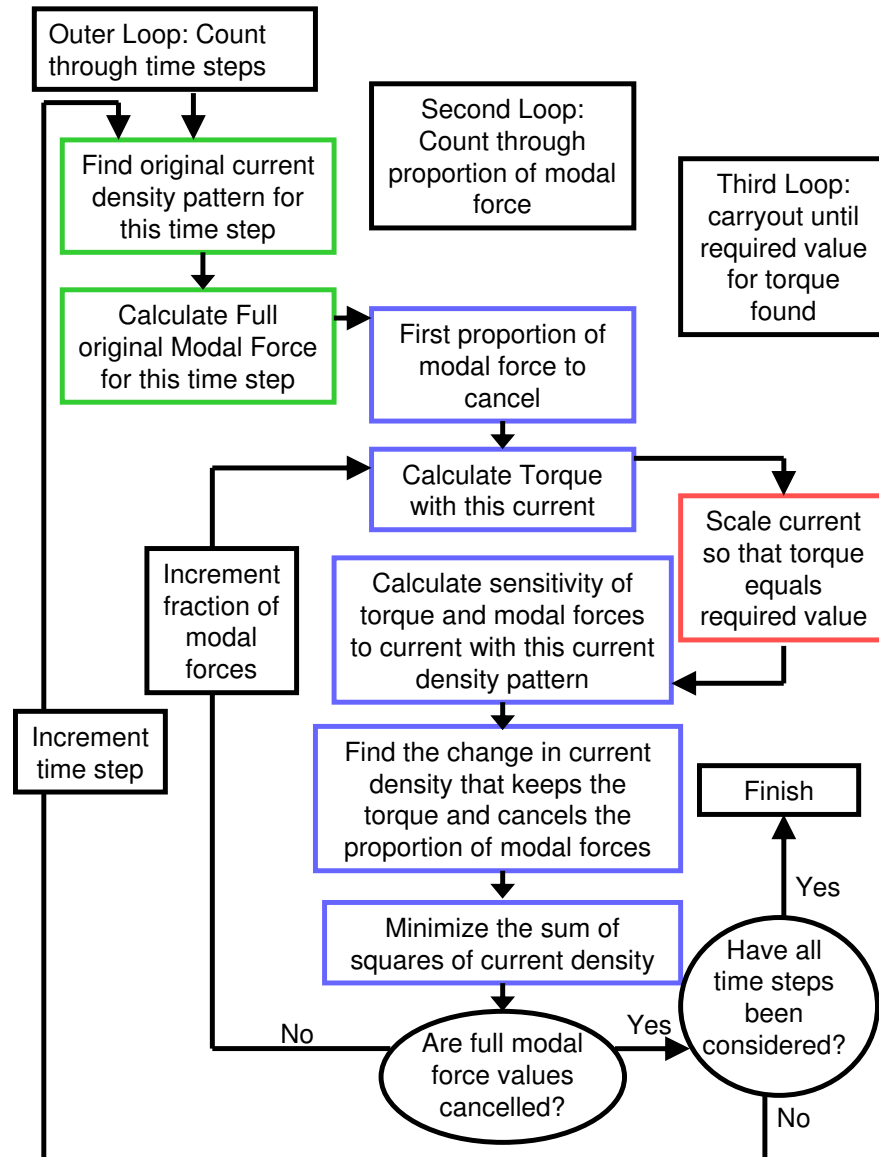 Outer Loop: Count
through time steps
Second Loop:
Count through
proportion of modal
force
Third Loop:
carryout until
required value
for torque
found
Find original current
density pattern for
this time step
Calculate Full
original Modal Force
for this time step
First proportion of
modal force to
cancel
Calculate Torque
with this current
Scale current
so that torque
equals
required value
Increment
fraction of
modal
forces
Calculate sensitivity of
torque and modal forces
to current with this current
density pattern
Increment
time step
Find the change in current
density that keeps the
torque and cancels the
proportion of modal forces
Finish
Yes
Minimize the sum of
squares of current density
Have all
time steps
been
considered?
No
Yes
Are full modal
force values
cancelled?
No